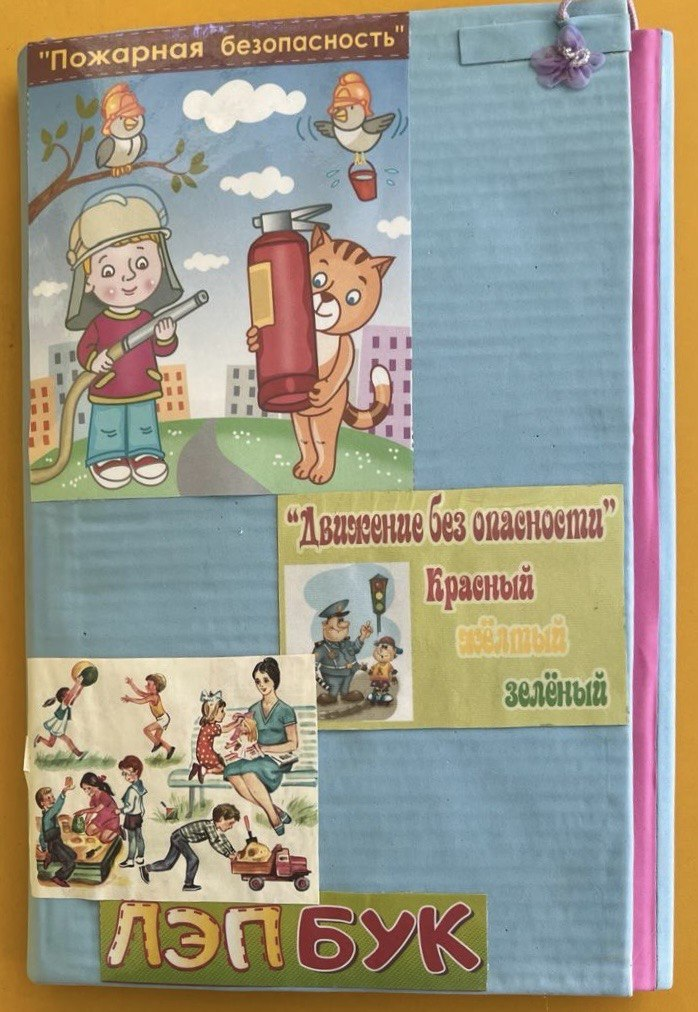 "Пожарная безопасность"
"Движение без опасности"
Красный
жёлтый
зелёный
ЛЭПБУК